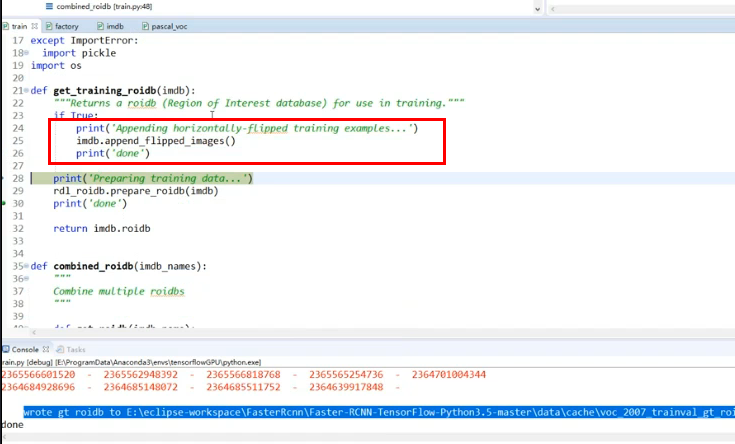 combined_roidb [train.py:48]
train factory imdb pascal_voc
17 except ImportError:
18 import pickle
19 import os
20
21 def get_training_roidb(imdb):
22 """Returns a roidb (Region of Interest database) for use in training."""
23 if True:
24 print('Appending horizontally-flipped training examples...')
25 imdb.append_flipped_images()
26 print('done')
28 print('Preparing training data...')
29 rdl_roidb.prepare_roidb(imdb)
30 print('done')
31
32 return imdb.roidb
33
34
35 def combined_roidb(imdb_names):
36 """
37 Combine multiple roidbs
38 """
39
Console Tasks
rain.py [debug] [E:\ProgramData\Anaconda3\envs\tensorflowGPU\python.exe]
2365566601520 - 2365562948392 - 2365566818768 - 2365565254736 - 2364701004344
2364684928696 - 2364685148072 - 2364685511752 - 2364639917848 -
wrote gt roidb to E:\eclipse-workspace\FasterRcnn\Faster-RCNN-TensorFlow-Python3.5-master\data\cache\voc_2007_trainval_gt_roi
done